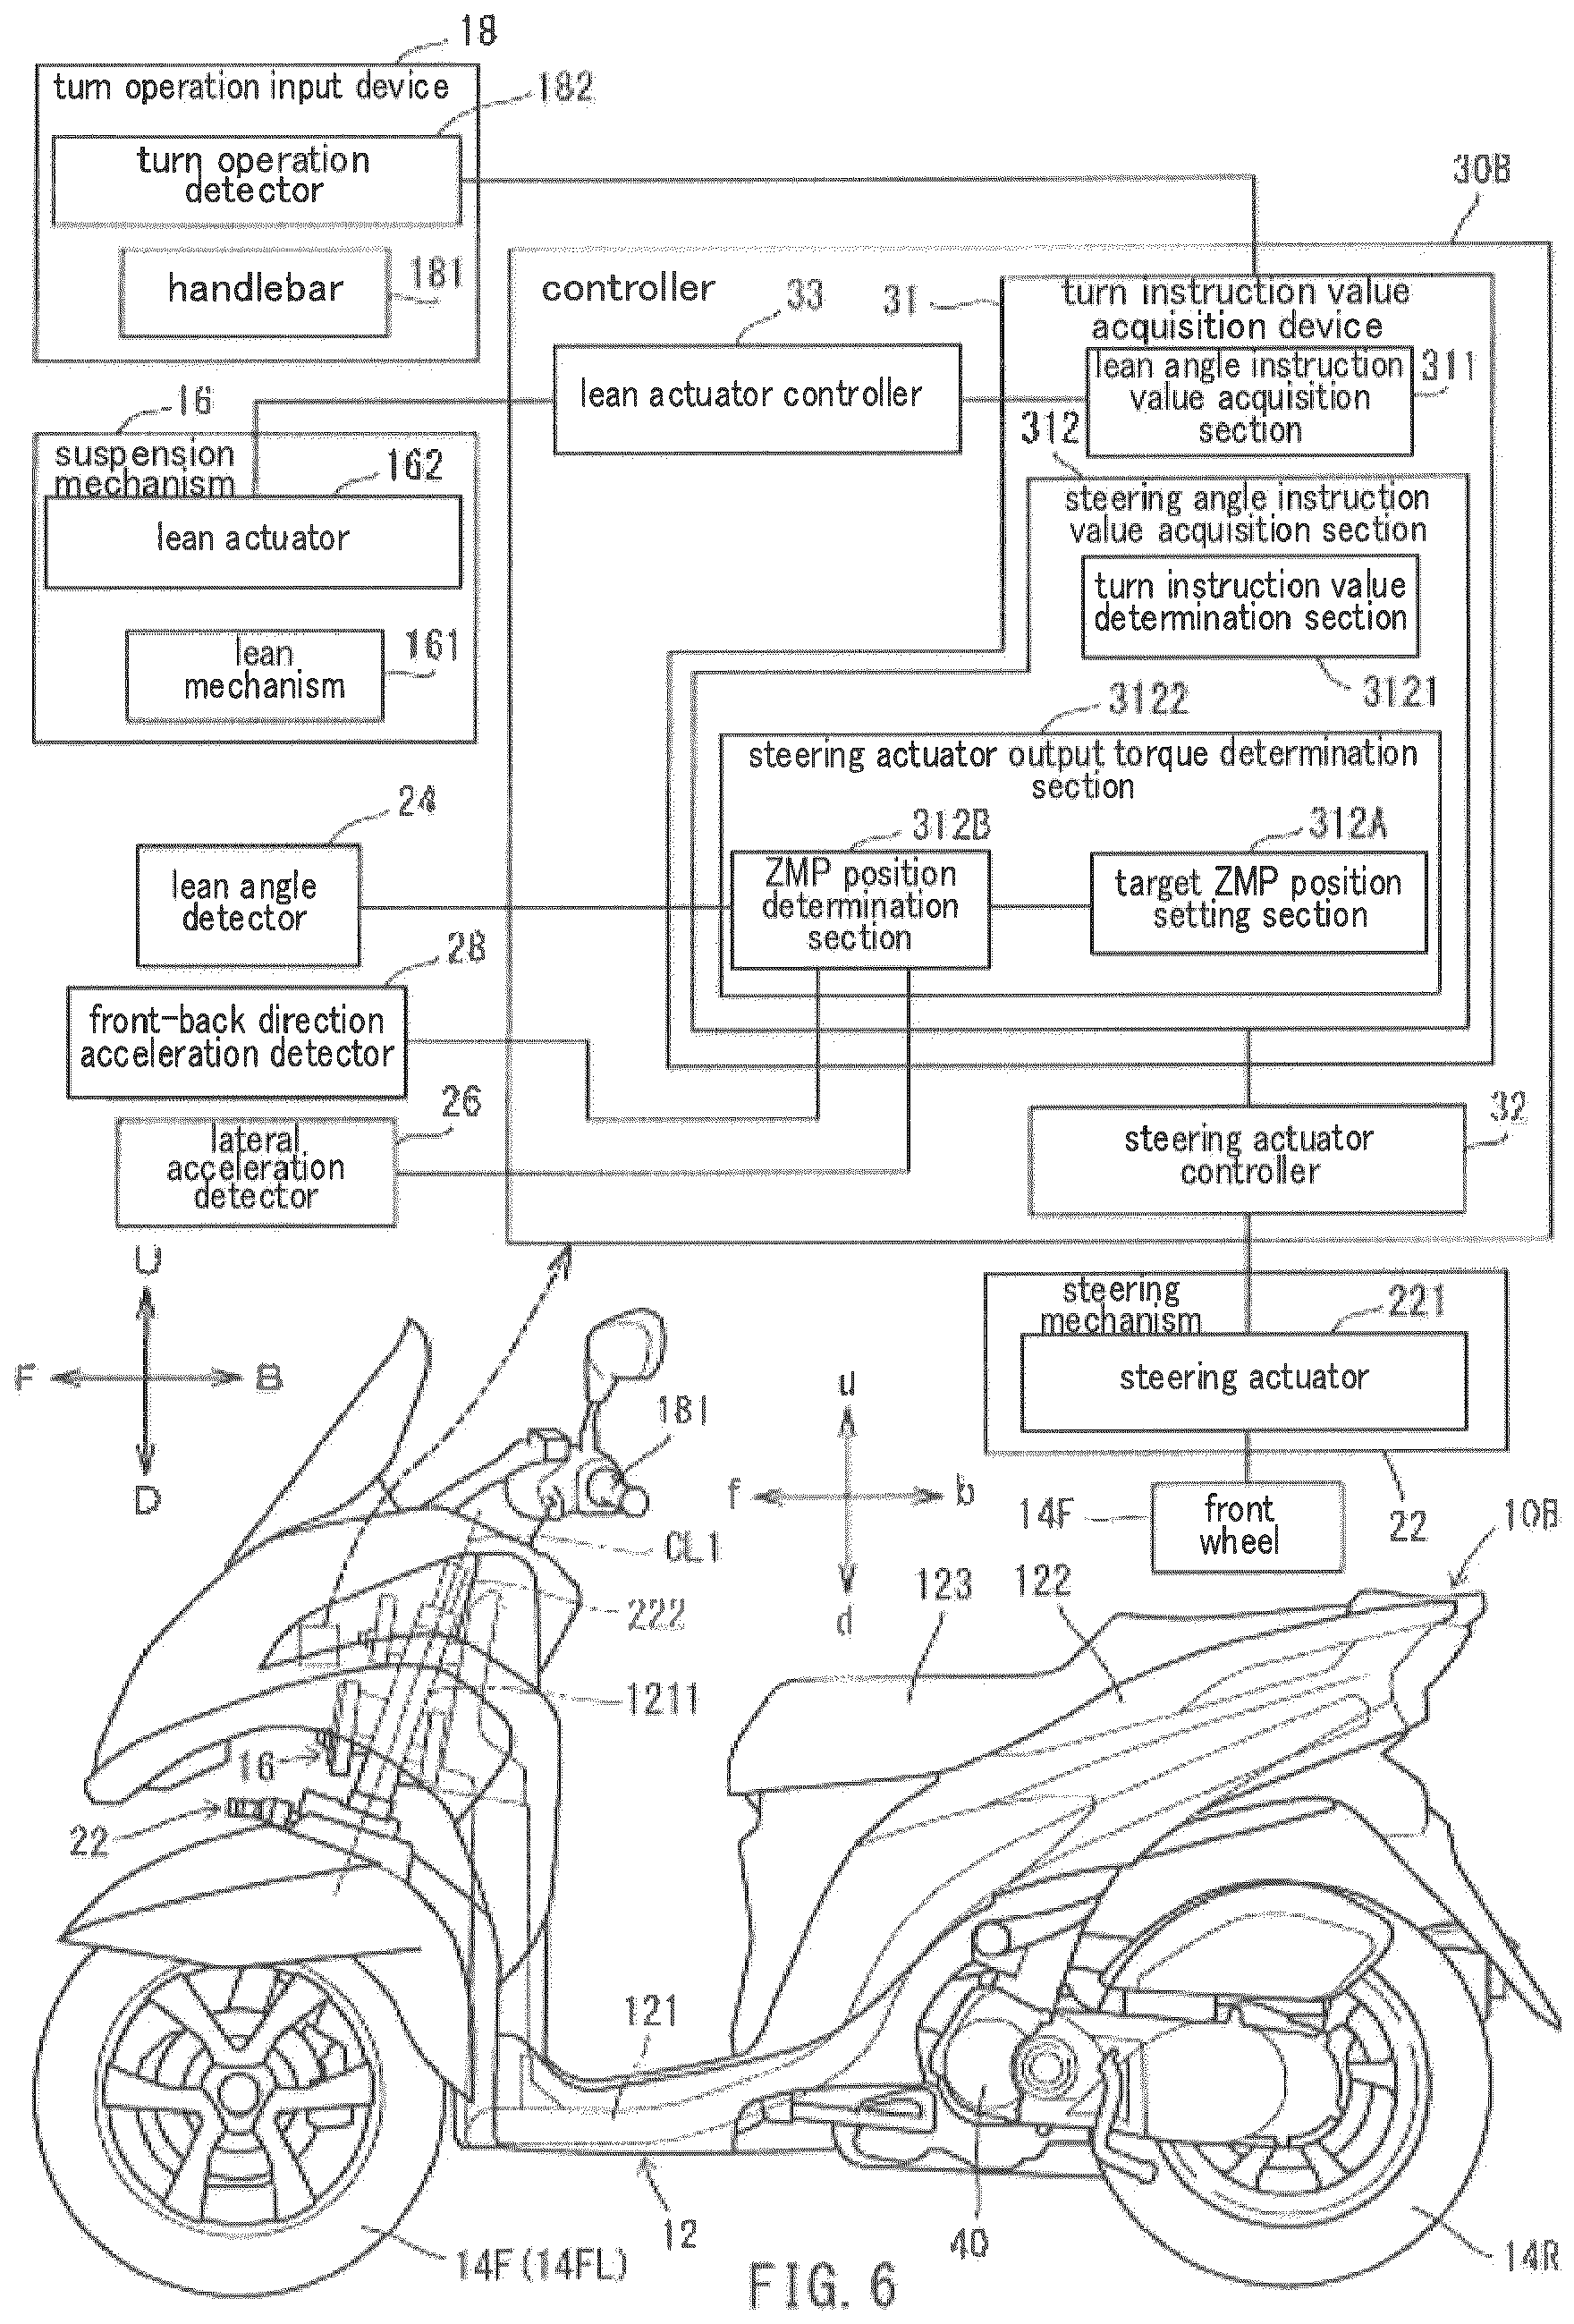 18
turn operation input device
182
turn operation
detector
30B
handlebar
181
controller
33
31
turn instruction value
acquisition device
lean actuator controller
lean angle instruction
value acquisition
section
311
16
312
suspension
mechanism
162
steering angle instruction
value acquisition section
lean actuator
turn instruction value
determination section
lean
mechanism
161
3121
3122
steering actuator output torque determination
section
24
312B
312A
lean angle
detector
ZMP position
determination
section
target ZMP position
setting section
28
front-back direction
acceleration detector
26
lateral
acceleration
detector
steering actuator
controller
32
U
F
B
D
steering
mechanism
221
steering actuator
181
u
f
b
d
CL1
14F
front
wheel
22
10B
123
122
222
1211
16
22
121
12
40
14F(14FL)
14R
FIG. 6